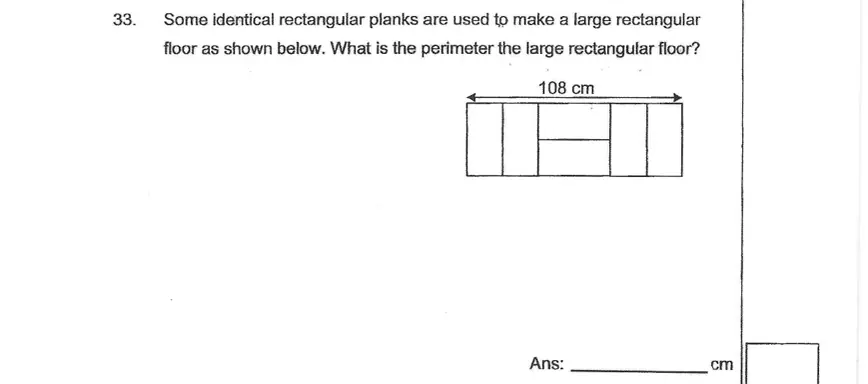 33. Some identical rectangular planks are used to make a large rectangular
floor as shown below. What is the perimeter the large rectangular floor?
108 cm
Ans: ______________ cm